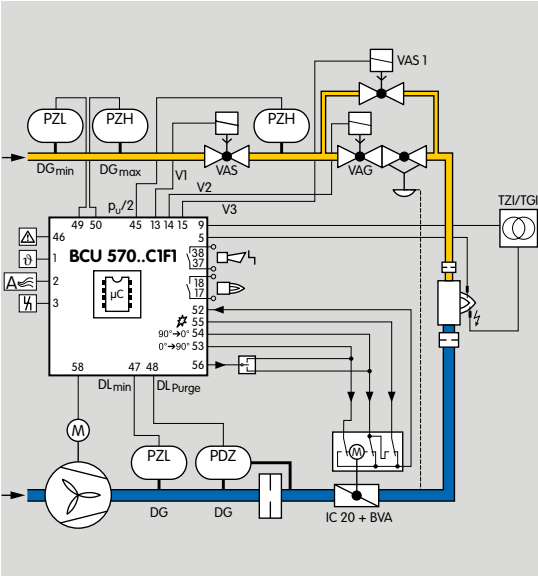 VAS 1
PZL
PZH
PZH
DGmin
DGmax
VAS
VAG
V1
V2
V3
pu/2
TZI/TGI
49 50 45 13 14 15 9
5
46
BCU 570..C1F1
38
37
1
µC
2
A
18
17
3
52
55
90°→0° 54
0°→90° 53
56
58
47 48
DLmin
DLPurge
M
PZL
PDZ
M
DG
DG
IC 20 + BVA